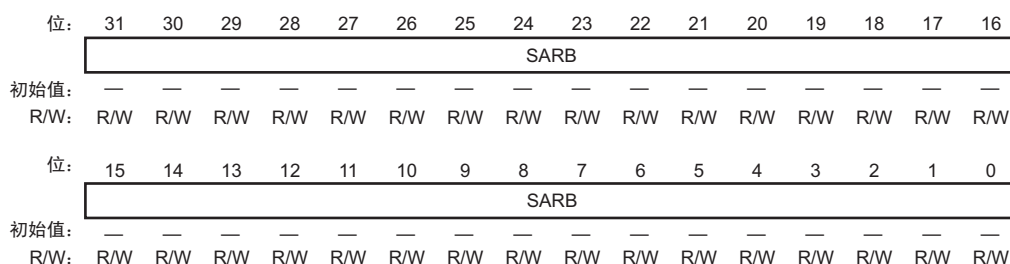 位： 31 30 29 28 27 26 25 24 23 22 21 20 19 18 17 16
SARB
初始值： — — — — — — — — — — — — — — — —
R/W： R/W R/W R/W R/W R/W R/W R/W R/W R/W R/W R/W R/W R/W R/W R/W R/W
位： 15 14 13 12 11 10 9 8 7 6 5 4 3 2 1 0
SARB
初始值： — — — — — — — — — — — — — — — —
R/W： R/W R/W R/W R/W R/W R/W R/W R/W R/W R/W R/W R/W R/W R/W R/W R/W